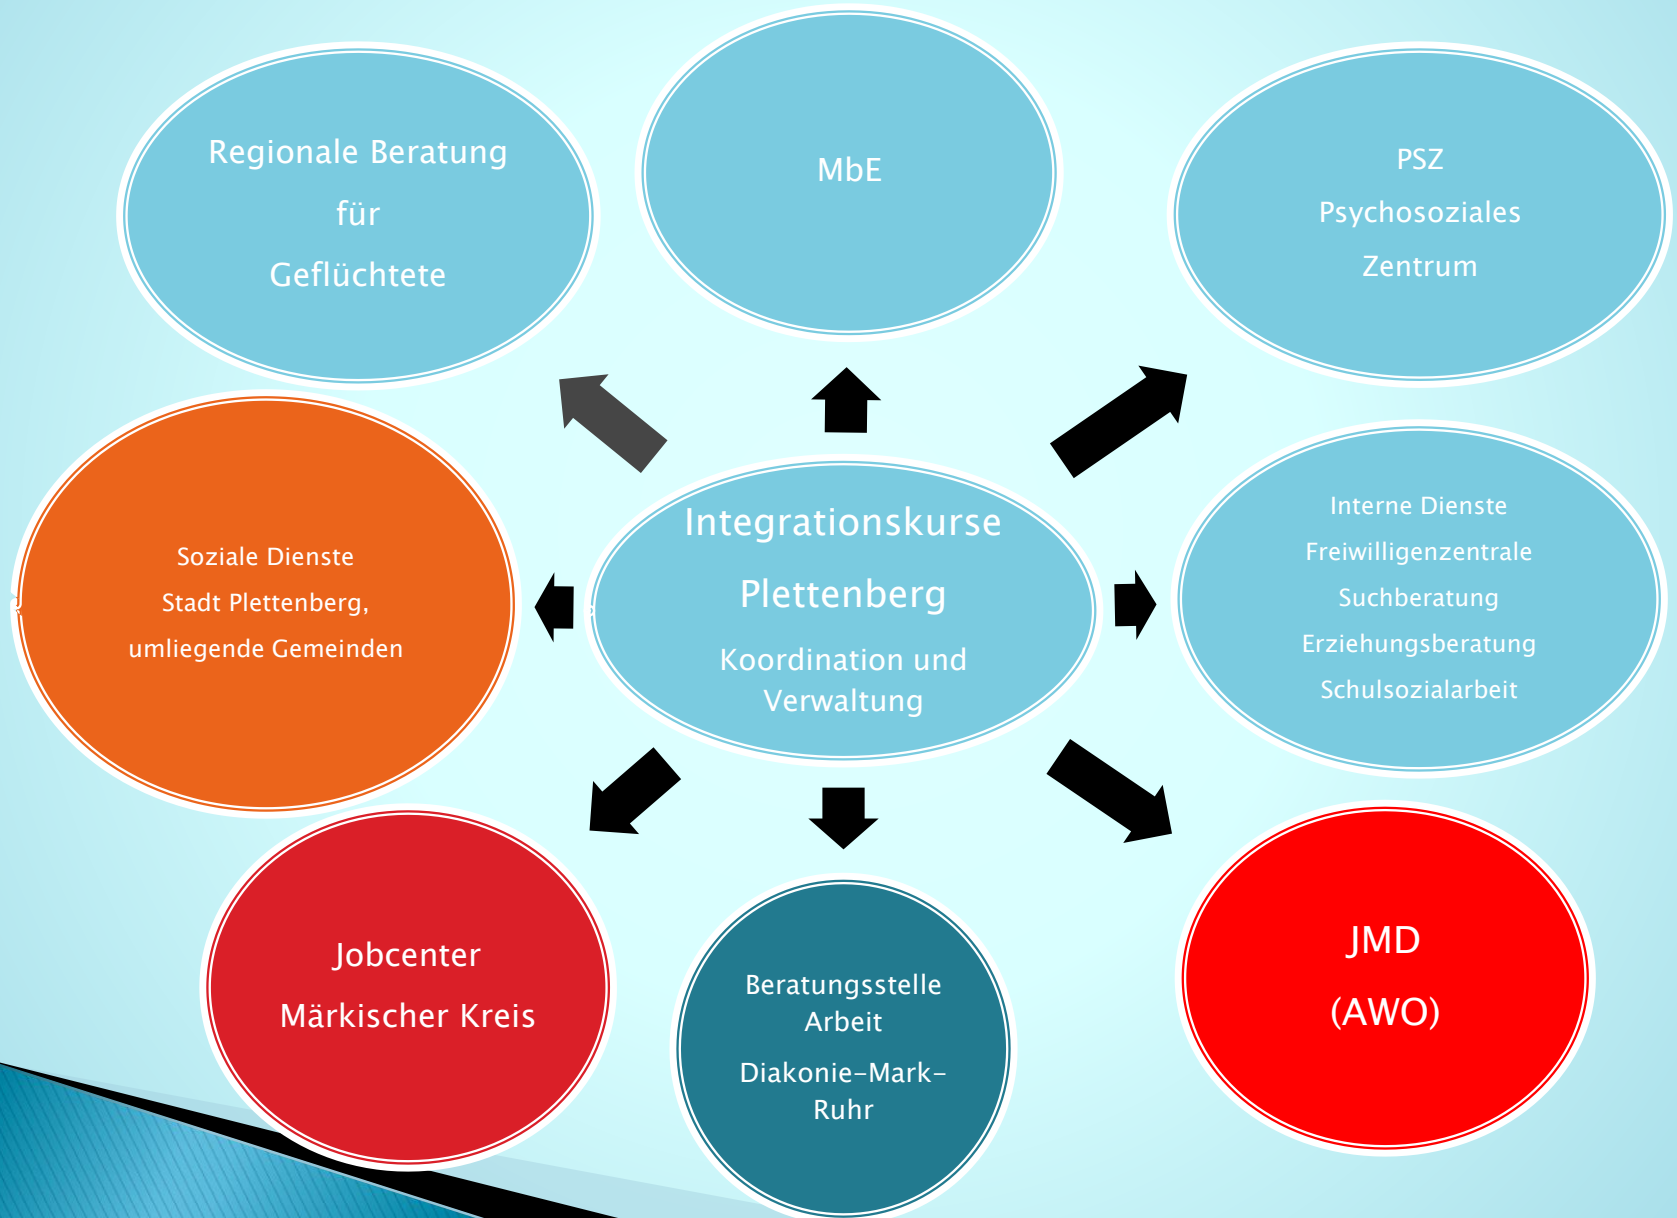 Regionale Beratung
für
Geflüchtete
MbE
PSZ
Psychosoziales
Zentrum
Soziale Dienste
Stadt Plettenberg,
umliegende Gemeinden
Integrationskurse
Plettenberg
Koordination und
Verwaltung
Interne Dienste
Freiwilligenzentrale
Suchberatung
Erziehungsberatung
Schulsozialarbeit
Jobcenter
Märkischer Kreis
Beratungsstelle
Arbeit
Diakonie-Mark-
Ruhr
JMD
(AWO)